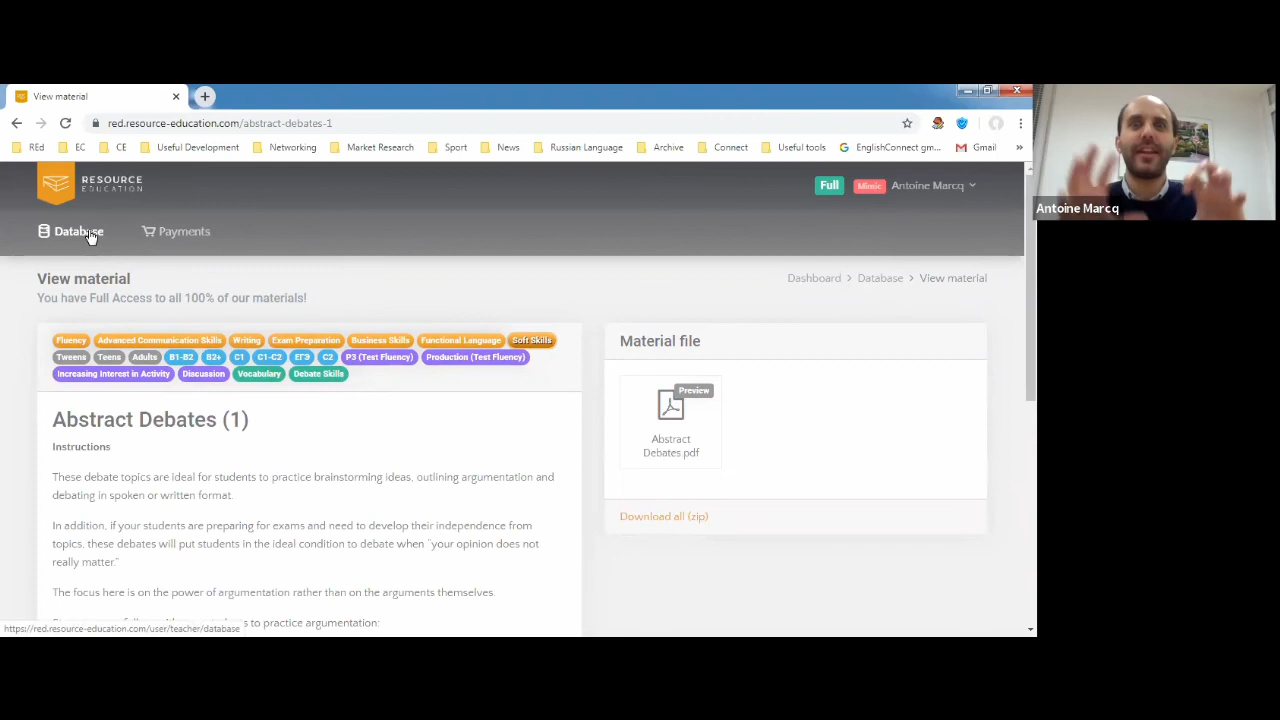 View material
red.resource-education.com/abstract-debates-1
REd EC CE Useful Development Networking Market Research Sport News Russian Language Archive Connect Useful tools EnglishConnect gm... Gmail »
RESOURCE
EDUCATION
Full Mimic Antoine Marcq
Antoine Marcq
Database Payments
View material
Dashboard > Database > View material
You have Full Access to all 100% of our materials!
Fluency Advanced Communication Skills Writing Exam Preparation Business Skills Functional Language Soft Skills
Tweens Teens Adults B1-B2 B2+ C1 C1-C2 ЕГЭ C2 P3 (Test Fluency) Production (Test Fluency)
Increasing Interest in Activity Discussion Vocabulary Debate Skills
Abstract Debates (1)
Instructions
These debate topics are ideal for students to practice brainstorming ideas, outlining argumentation and
debating in spoken or written format.
In addition, if your students are preparing for exams and need to develop their independence from
topics, these debates will put students in the ideal condition to debate when "your opinion does not
really matter."
The focus here is on the power of argumentation rather than on the arguments themselves.
to practice argumentation:
Material file
Preview
Abstract
Debates.pdf
Download all (zip)
https://red.resource-education.com/user/teacher/database